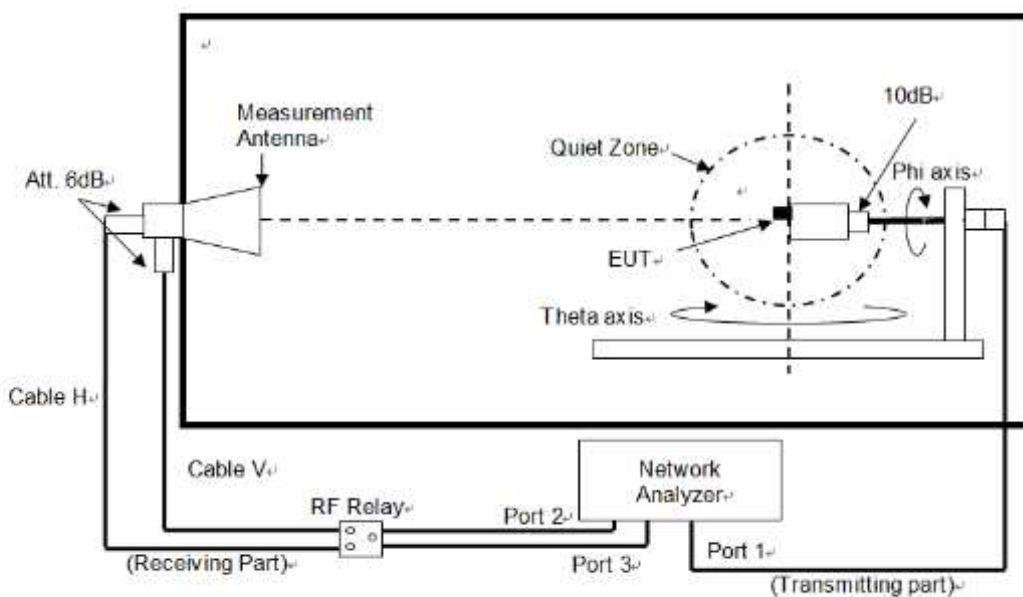 Measurement
Antenna
Att. 6dB
10dB
Quiet Zone
Phi axis
EUT
Theta axis
Cable H
Cable V
Network
Analyzer
RF Relay
Port 2
Port 3
Port 1
(Receiving Part)
(Transmitting part)